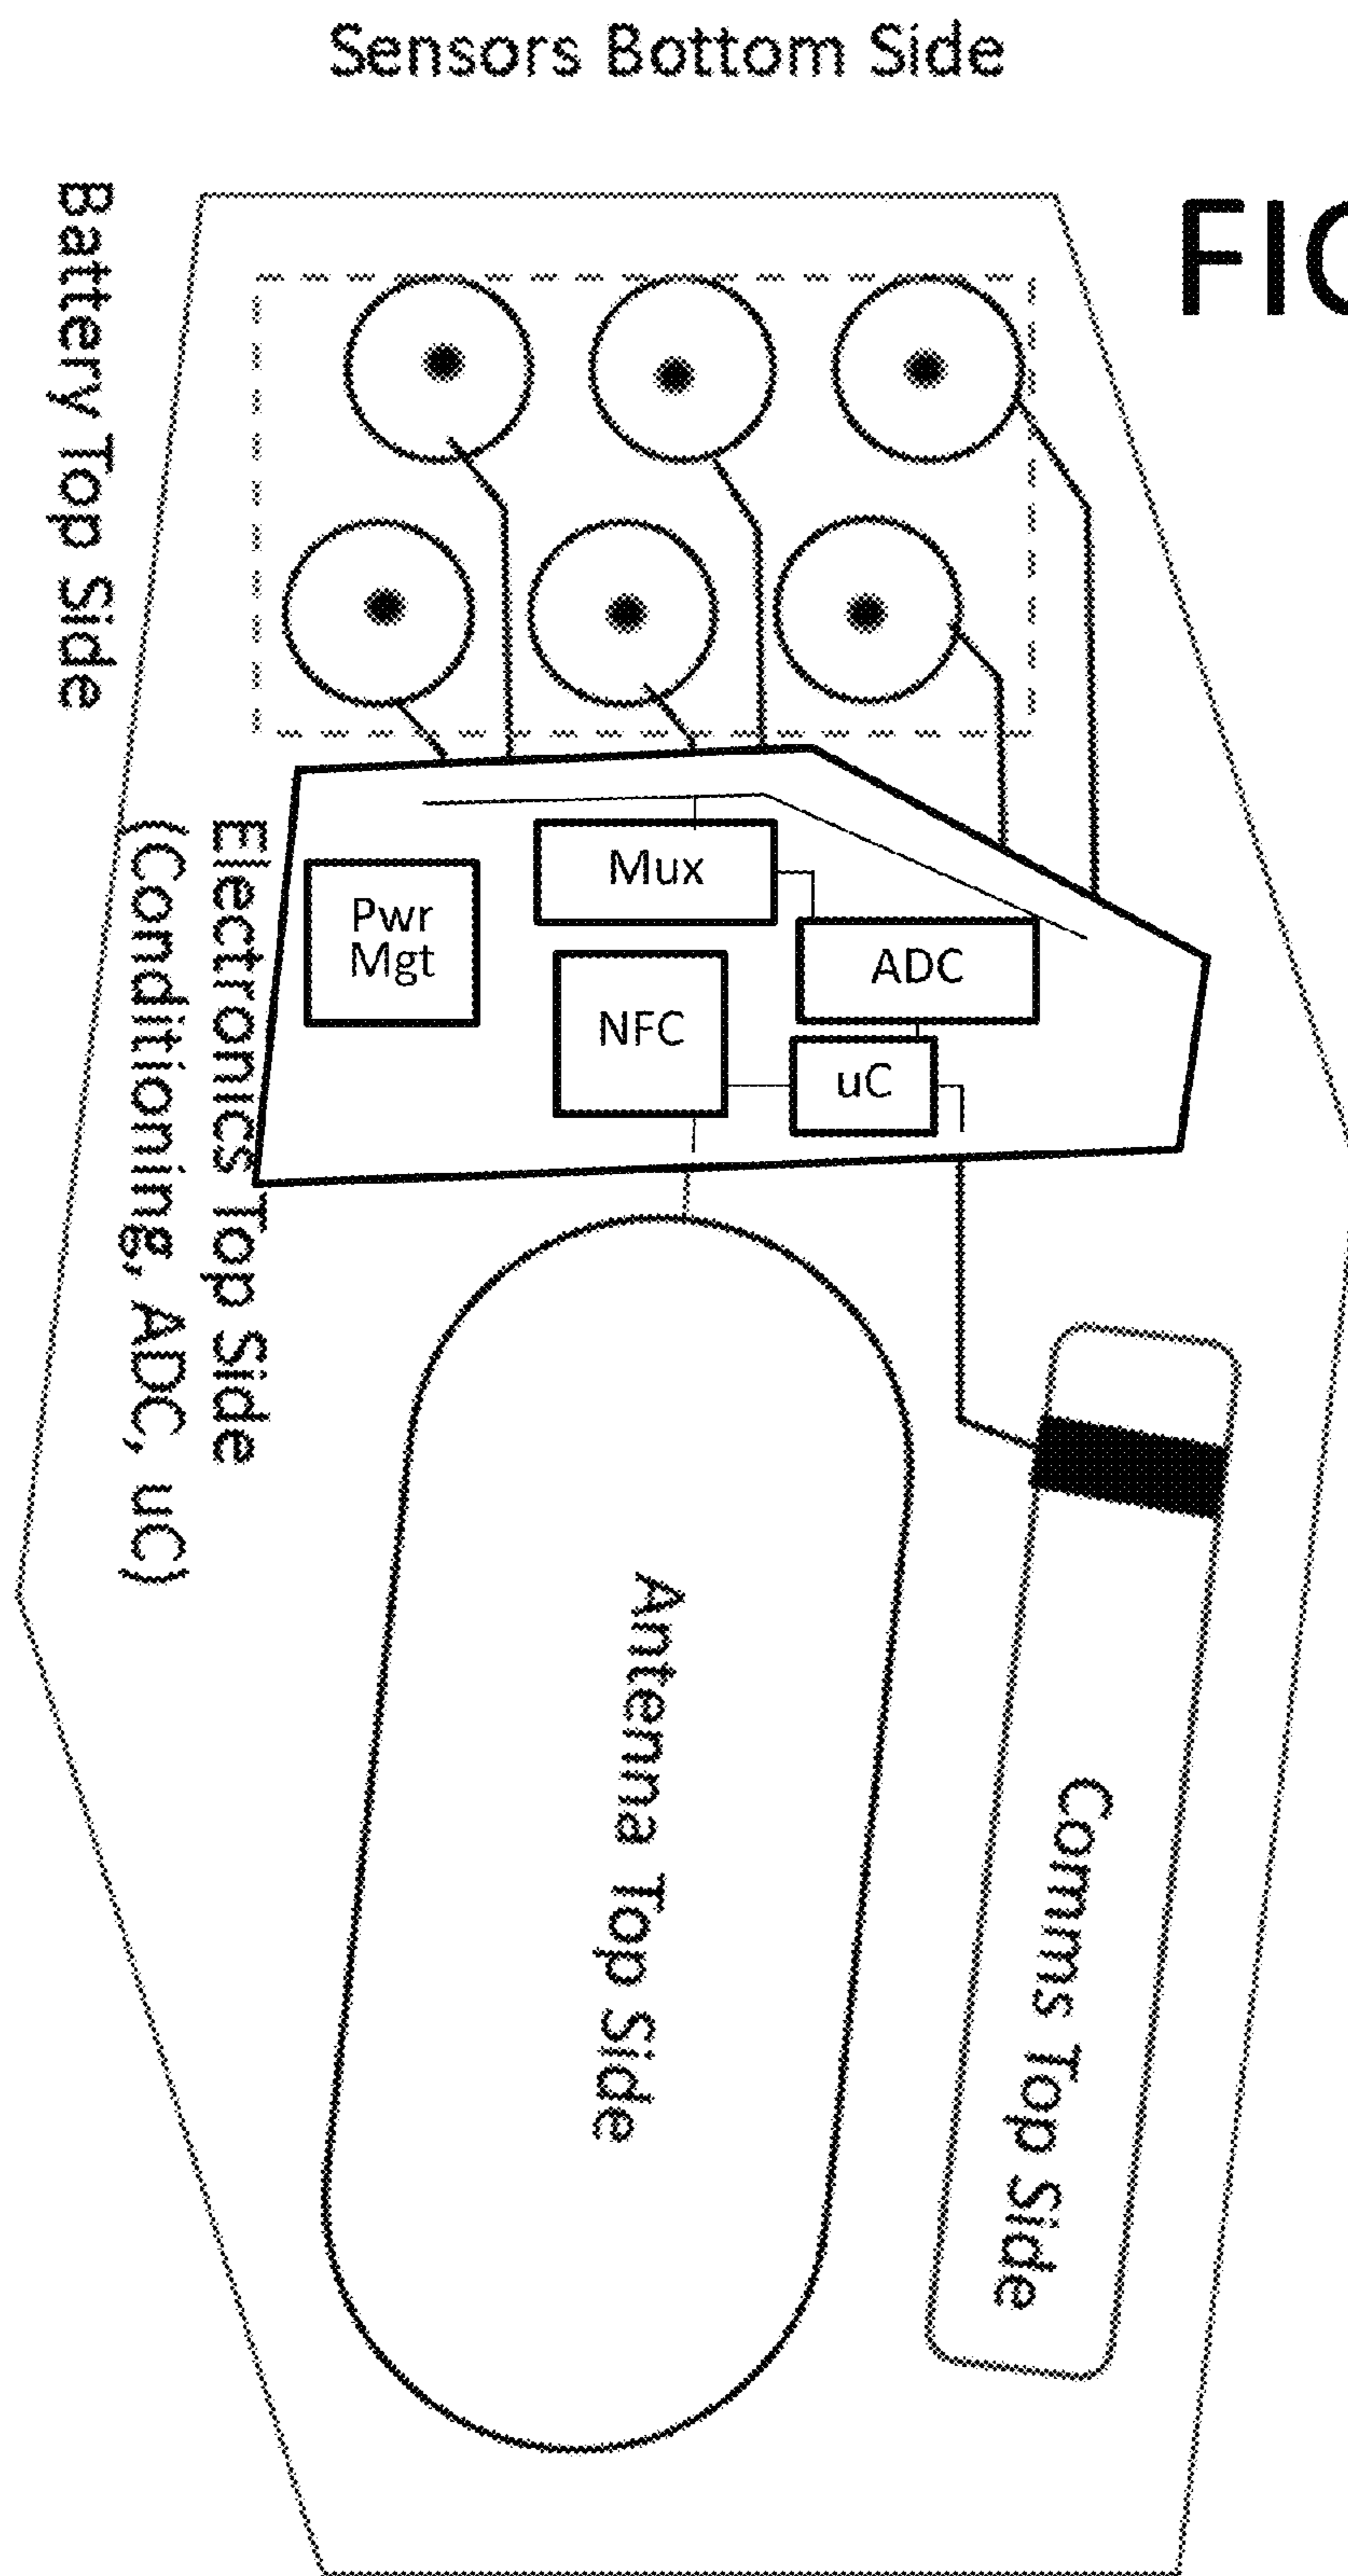 Sensors Bottom Side
FIG
Battery Top Side
Mux
Pwr
Mgt
ADC
NFC
uC
Electronics Top Side
(Conditioning, ADC, uC)
Antenna Top Side
Comms Top Side